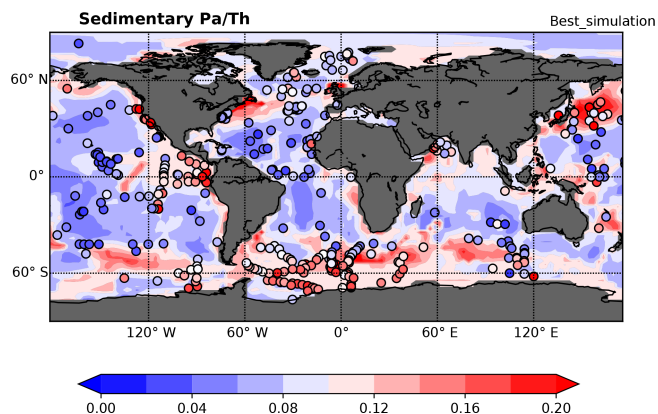 Sedimentary Pa/Th
Best_simulation
60° N
0°
60° S
120° W 60° W 0° 60° E 120° E
0.00 0.04 0.08 0.12 0.16 0.20